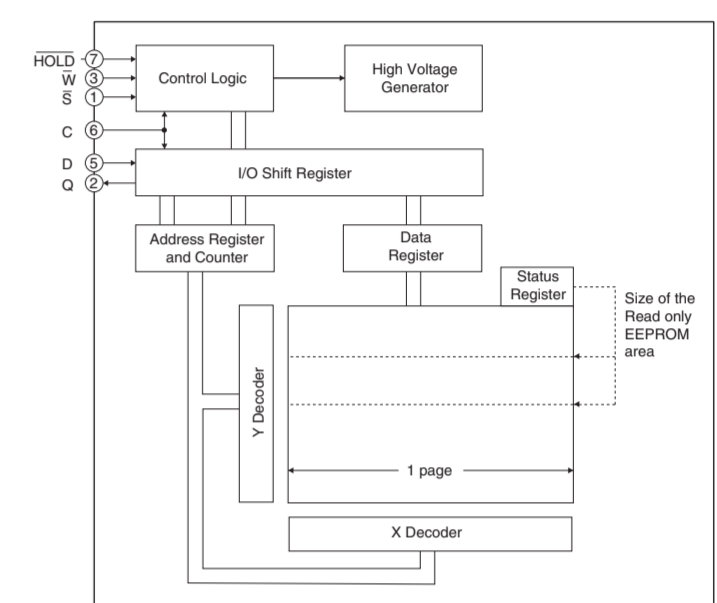 HOLD 7
W 3
S 1
C 6
D 5
Q 2
Control Logic
High Voltage
Generator
I/O Shift Register
Address Register
and Counter
Data
Register
Status
Register
Size of the
Read only
EEPROM
area
Y Decoder
1 page
X Decoder